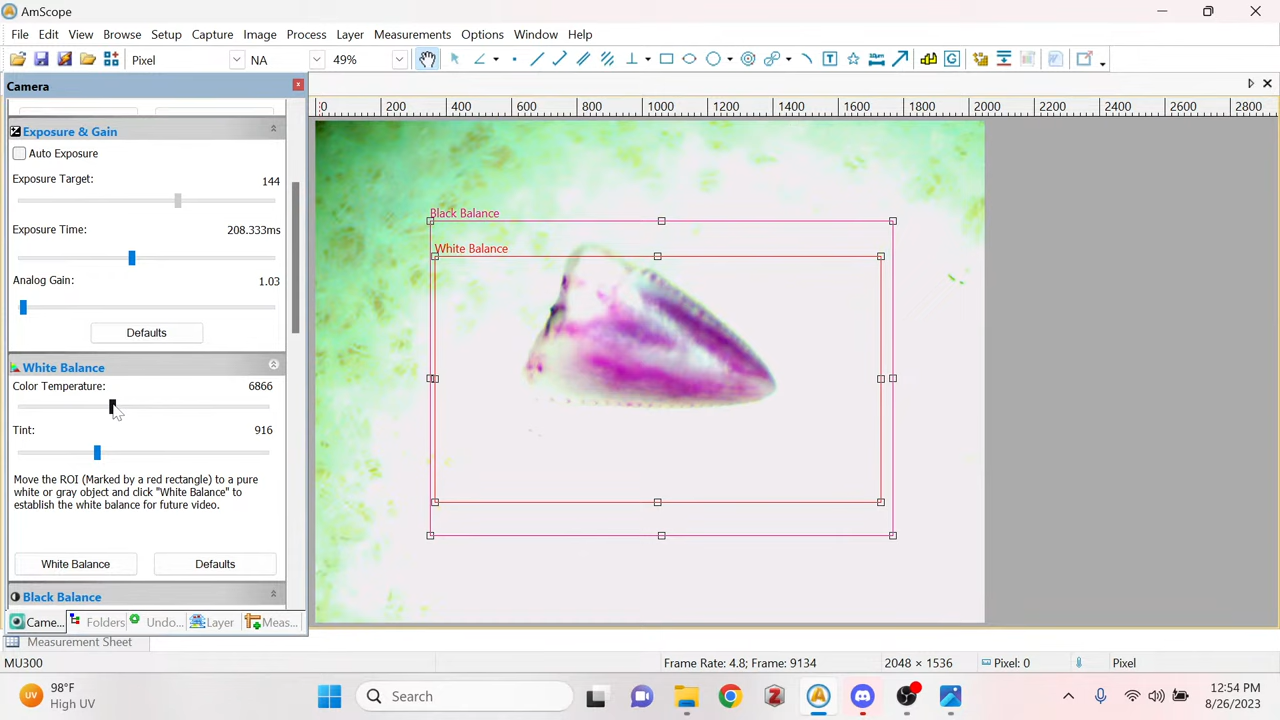 AmScope
File Edit View Browse Setup Capture Image Process Layer Measurements Options Window Help
Pixel NA 49%
Camera
0 200 400 600 800 1000 1200 1400 1600 1800 2000 2200 2400 2600 2800
Exposure & Gain
Auto Exposure
Exposure Target: 144
Exposure Time: 208.333ms
Analog Gain: 1.03
Defaults
White Balance
Color Temperature: 6866
Tint: 916
Move the ROI (Marked by a red rectangle) to a pure
white or gray object and click "White Balance" to
establish the white balance for future video.
White Balance Defaults
Black Balance
Black Balance
White Balance
Came... Folders Undo... Layer Meas...
Measurement Sheet
MU300 Frame Rate: 4.8; Frame: 9134 2048 × 1536 Pixel: 0 Pixel
UV 98°F
High UV
Search
12:54 PM
8/26/2023